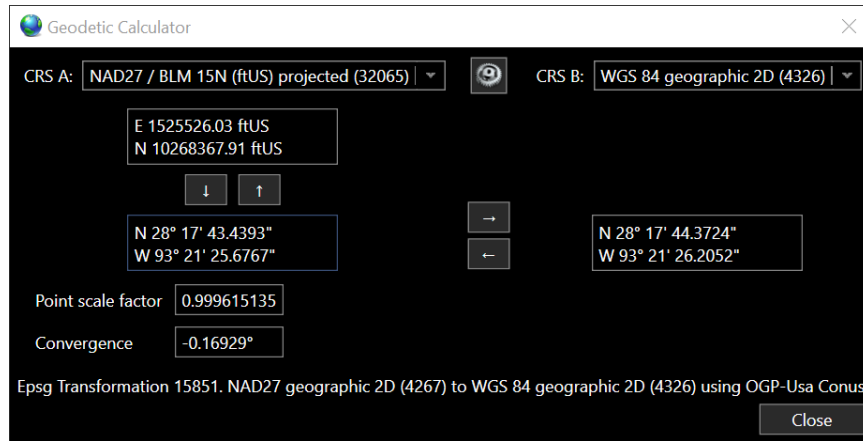 Geodetic Calculator
CRS A: NAD27 / BLM 15N (ftUS) projected (32065)
CRS B: WGS 84 geographic 2D (4326)
E 1525526.03 ftUS
N 10268367.91 ftUS
↓ ↑
N 28° 17' 43.4393"
W 93° 21' 25.6767"
→
←
N 28° 17' 44.3724"
W 93° 21' 26.2052"
Point scale factor 0.999615135
Convergence -0.16929°
Epsg Transformation 15851. NAD27 geographic 2D (4267) to WGS 84 geographic 2D (4326) using OGP-Usa Conus
Close